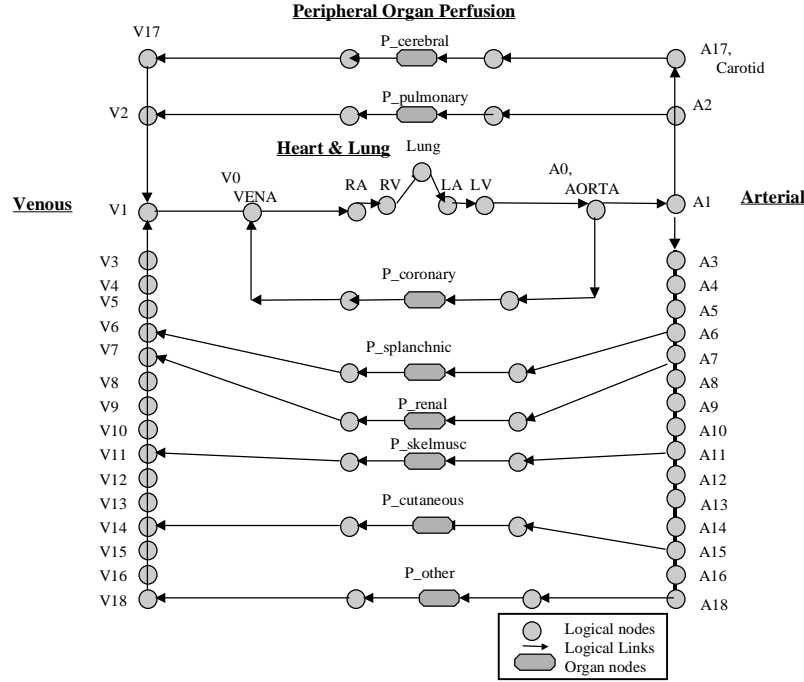 Peripheral Organ Perfusion
V17
P_cerebral
A17,
Carotid
V2
P_pulmonary
A2
Heart & Lung
Lung
V0
VENA
RA
RV
LA
LV
A0,
AORTA
Venous
V1
A1
Arterial
V3
P_coronary
A3
V4
A4
V5
A5
V6
A6
V7
P_splanchnic
A7
V8
A8
V9
P_renal
A9
V10
A10
V11
P_skelmusc
A11
V12
A12
V13
P_cutaneous
A13
V14
A14
V15
A15
V16
P_other
A16
V18
A18
Logical nodes
Logical Links
Organ nodes